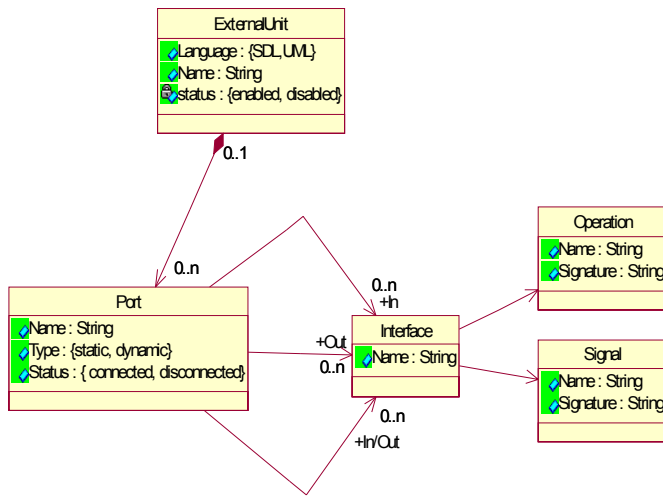 ExternalUnit
Language : {SDL,UML}
Name : String
status : {enabled, disabled}
0..1
0..n
Port
Name : String
Type : {static, dynamic}
Status : { connected, disconnected}
0..n
+In
+Out
0..n
0..n
+In/Out
Interface
Name : String
Operation
Name : String
Signature : String
Signal
Name : String
Signature : String